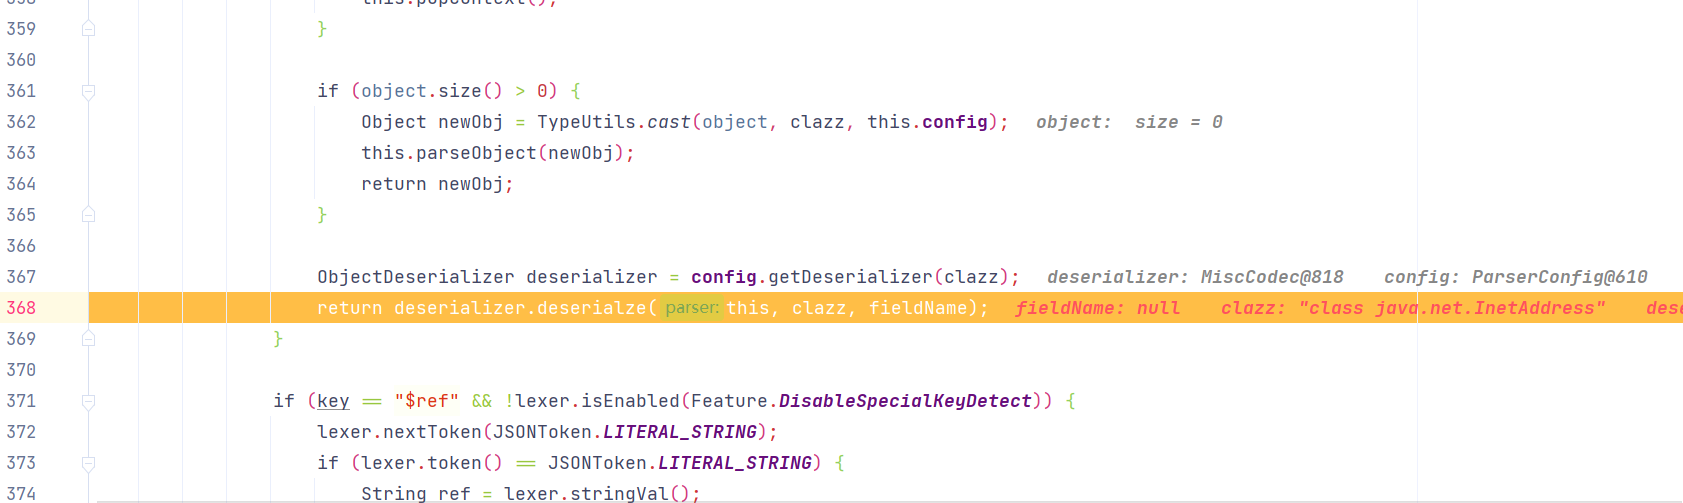 358 this.popContext();
359 }
360
361 if (object.size() > 0) {
362 Object newObj = TypeUtils.cast(object, clazz, this.config); object: size = 0
363 this.parseObject(newObj);
364 return newObj;
365 }
366
367 ObjectDeserializer deserializer = config.getDeserializer(clazz); deserializer: MiscCodec@818 config: ParserConfig@610
368 return deserializer.deserialze( parser: this, clazz, fieldName); fieldName: null clazz: "class java.net.InetAddress" dese
369 }
370
371 if (key == "$ref" && !lexer.isEnabled(Feature.DisableSpecialKeyDetect)) {
372 lexer.nextToken(JSONToken.LITERAL_STRING);
373 if (lexer.token() == JSONToken.LITERAL_STRING) {
374 String ref = lexer.stringVal();